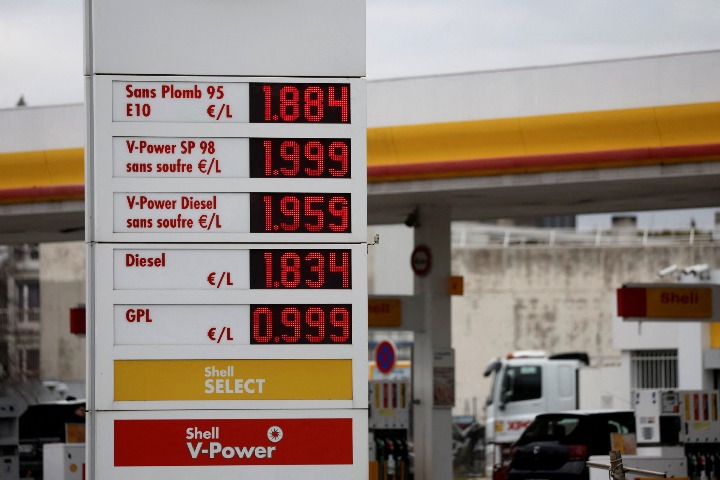 Sans Plomb 95
E10 €/L 1.884
V-Power SP 98
sans soufre €/L 1.999
V-Power Diesel
sans soufre €/L 1.959
Diesel
€/L 1.834
GPL
€/L 0.999
Shell
SELECT
Shell
V-Power
Shell